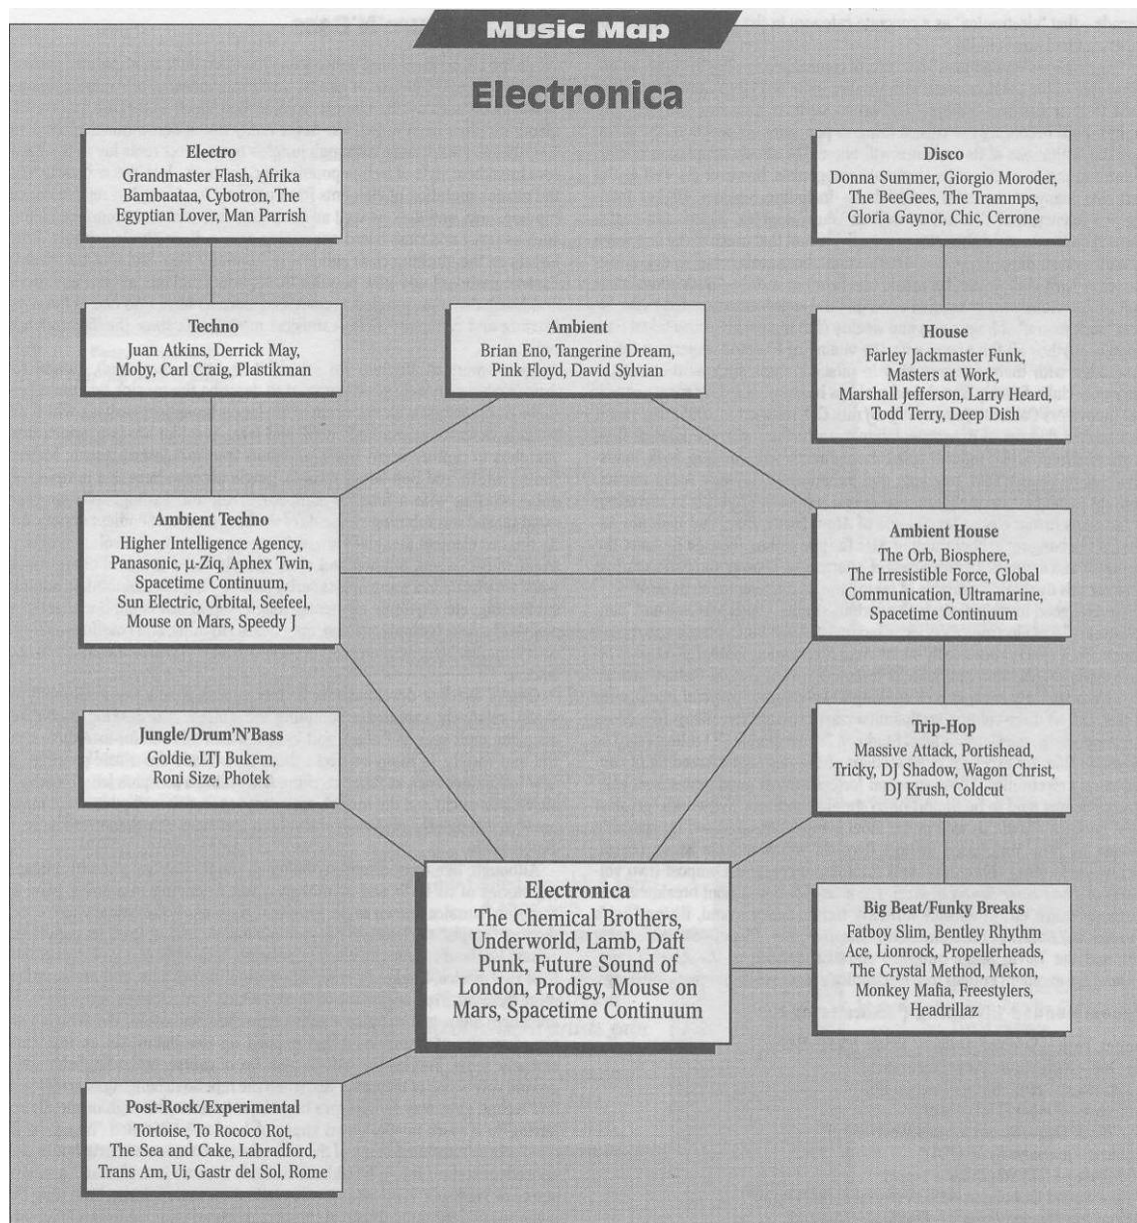 Music Map
Electronica
Electro
Grandmaster Flash, Afrika
Bambaataa, Cybotron, The
Egyptian Lover, Man Parrish
Disco
Donna Summer, Giorgio Moroder,
The BeeGees, The Trammps,
Gloria Gaynor, Chic, Cerrone
Techno
Juan Atkins, Derrick May,
Moby, Carl Craig, Plastikman
Ambient
Brian Eno, Tangerine Dream,
Pink Floyd, David Sylvian
House
Farley Jackmaster Funk,
Masters at Work,
Marshall Jefferson, Larry Heard,
Todd Terry, Deep Dish
Ambient Techno
Higher Intelligence Agency,
Panasonic, µ-Ziq, Aphex Twin,
Spacetime Continuum,
Sun Electric, Orbital, Seefeel,
Mouse on Mars, Speedy J
Ambient House
The Orb, Biosphere,
The Irresistible Force, Global
Communication, Ultramarine,
Spacetime Continuum
Jungle/Drum'N'Bass
Goldie, LTJ Bukem,
Roni Size, Photek
Trip-Hop
Massive Attack, Portishead,
Tricky, DJ Shadow, Wagon Christ,
DJ Krush, Coldcut
Electronica
The Chemical Brothers,
Underworld, Lamb, Daft
Punk, Future Sound of
London, Prodigy, Mouse on
Mars, Spacetime Continuum
Big Beat/Funky Breaks
Fatboy Slim, Bentley Rhythm
Ace, Lionrock, Propellerheads,
The Crystal Method, Mekon,
Monkey Mafia, Freestylers,
Headrillaz
Post-Rock/Experimental
Tortoise, To Rococo Rot,
The Sea and Cake, Labradford,
Trans Am, Ui, Gastr del Sol, Rome